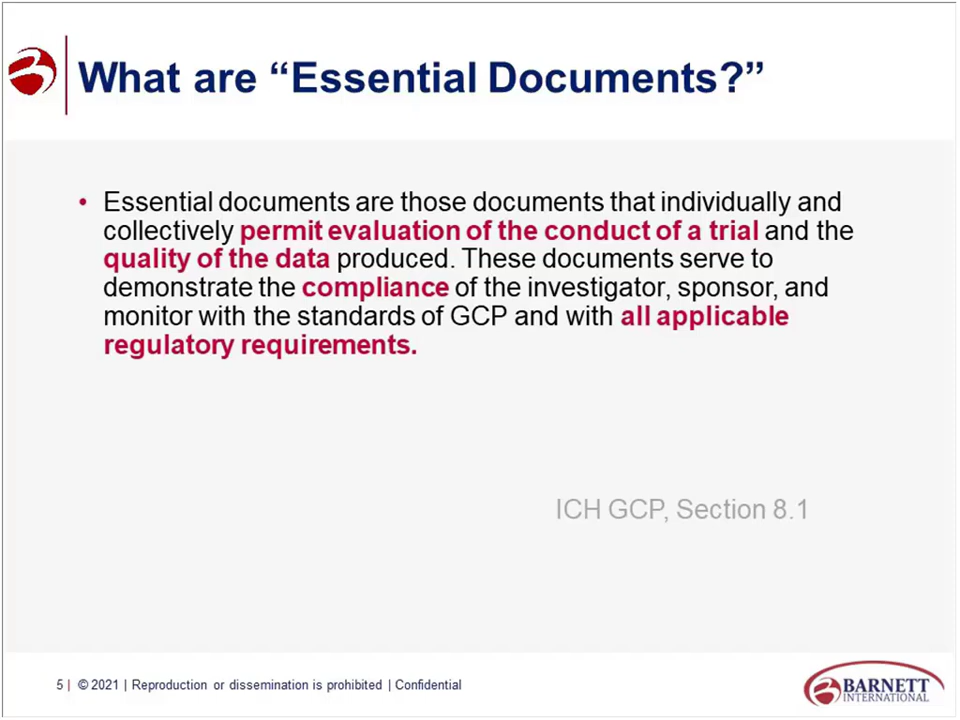 What are “Essential Documents?”
• Essential documents are those documents that individually and
collectively permit evaluation of the conduct of a trial and the
quality of the data produced. These documents serve to
demonstrate the compliance of the investigator, sponsor, and
monitor with the standards of GCP and with all applicable
regulatory requirements.
ICH GCP, Section 8.1
5 | © 2021 | Reproduction or dissemination is prohibited | Confidential
BARNETT
INTERNATIONAL